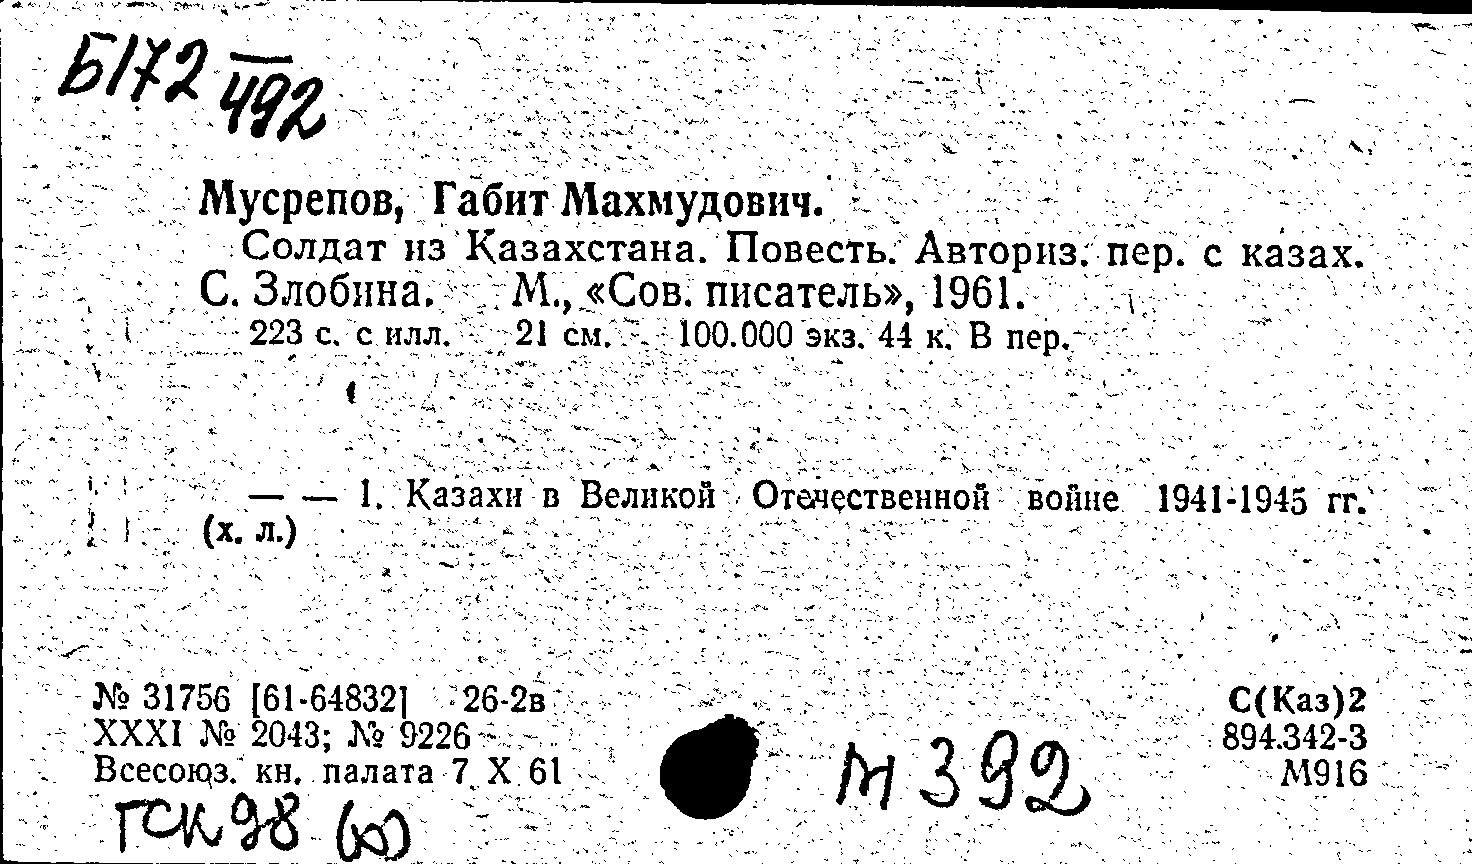 Б172
492
Мусрепов, Габит Махмудович.
Солдат из Казахстана. Повесть. Авториз. пер. с казах.
С. Злобина. М., «Сов. писатель», 1961.
223 с. с илл. 21 см. 100.000 экз. 44 к. В пер.
— — 1. Казахи в Великой Отечественной войне 1941-1945 гг.
(х. л.)
№ 31756 [61-64832] 26-2в
XXXI № 2043; № 9226
Всесоюз. кн. палата 7 X 61
С(Каз)2
894.342-3
М916
м 392
ГСК 98 (ю)